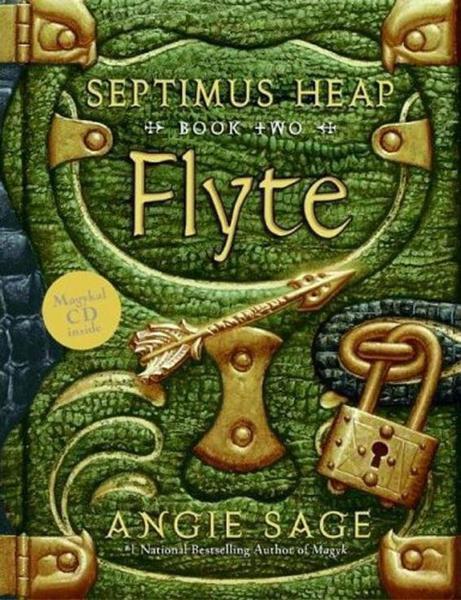 SEPTIMUS HEAP
BOOK TWO
Flyte
Magykal
CD
inside
ANGIE SAGE
#1 National Bestselling Author of Magyk